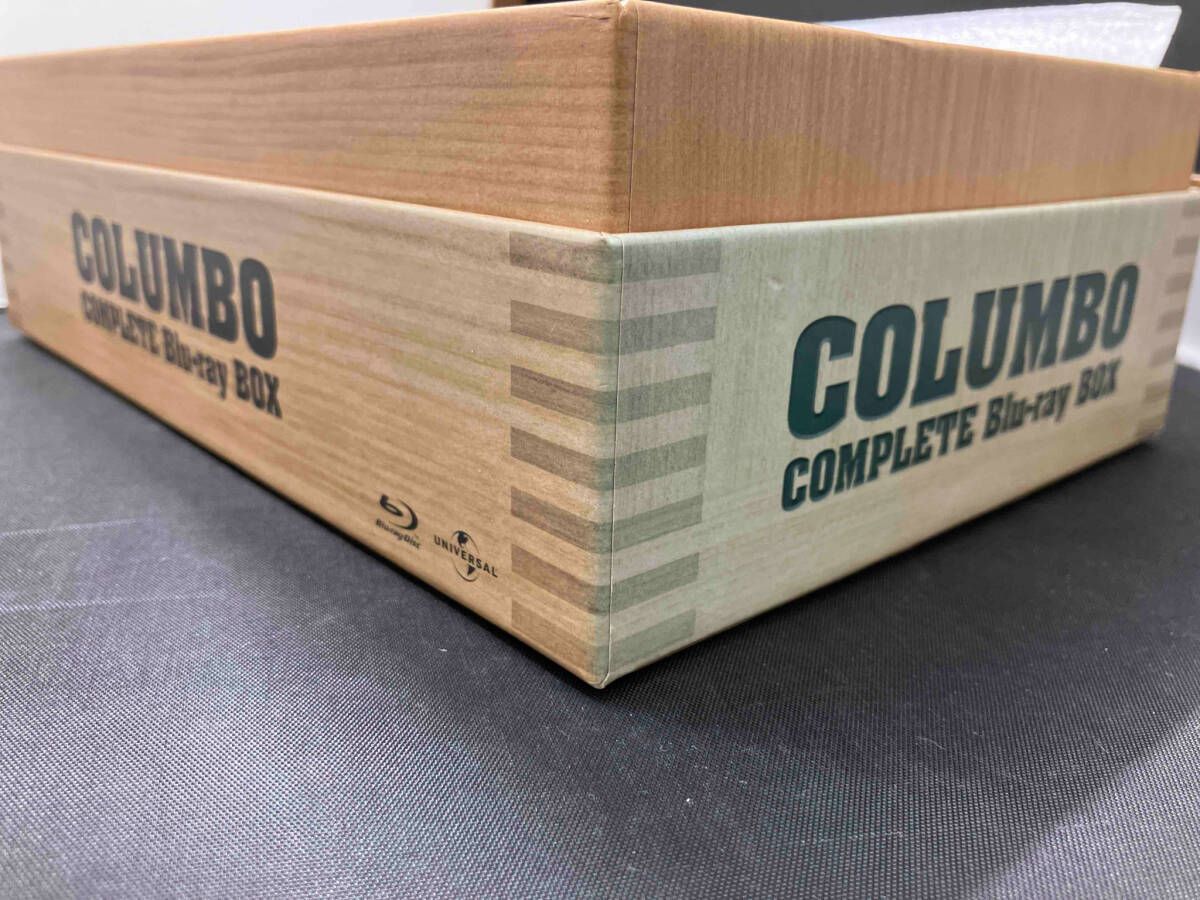 COLUMBO
COMPLETE Blu-ray BOX
Blu-ray Disc
UNIVERSAL
COLUMBO
COMPLETE Blu-ray BOX